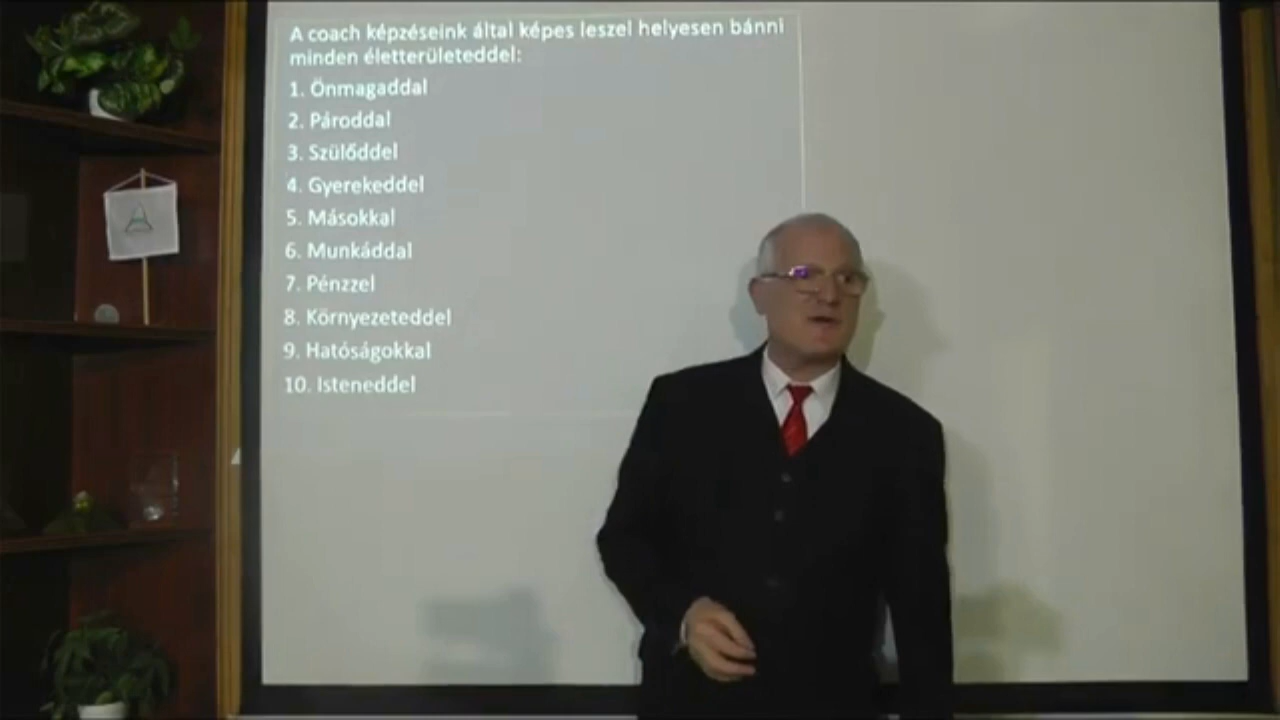 A coach képzéseink által képes leszel helyesen bánni
minden életterületeddel:
1. Önmagaddal
2. Pároddal
3. Szülőddel
4. Gyerekeddel
5. Másokkal
6. Munkáddal
7. Pénzzel
8. Környezeteddel
9. Hatóságokkal
10. Isteneddel